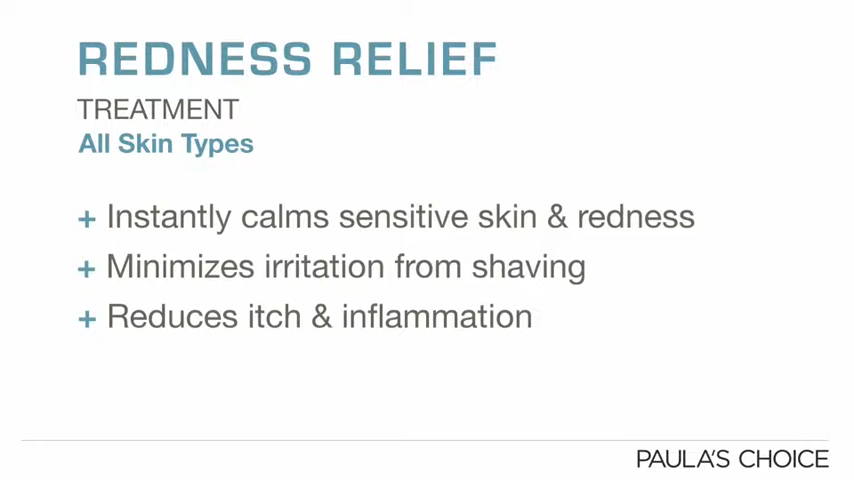 REDNESS RELIEF
TREATMENT
All Skin Types
+ Instantly calms sensitive skin & redness
+ Minimizes irritation from shaving
+ Reduces itch & inflammation
PAULA'S CHOICE